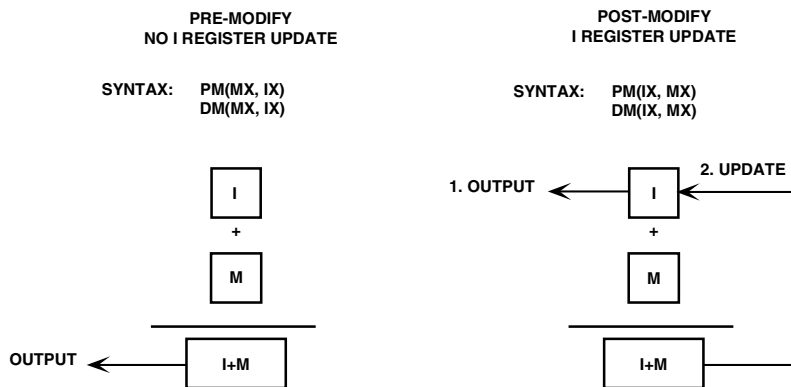 PRE-MODIFY
NO I REGISTER UPDATE
SYNTAX: PM(MX, IX)
DM(MX, IX)
I
+
M
OUTPUT
I+M
POST-MODIFY
I REGISTER UPDATE
SYNTAX: PM(IX, MX)
DM(IX, MX)
1. OUTPUT
I
2. UPDATE
+
M
I+M